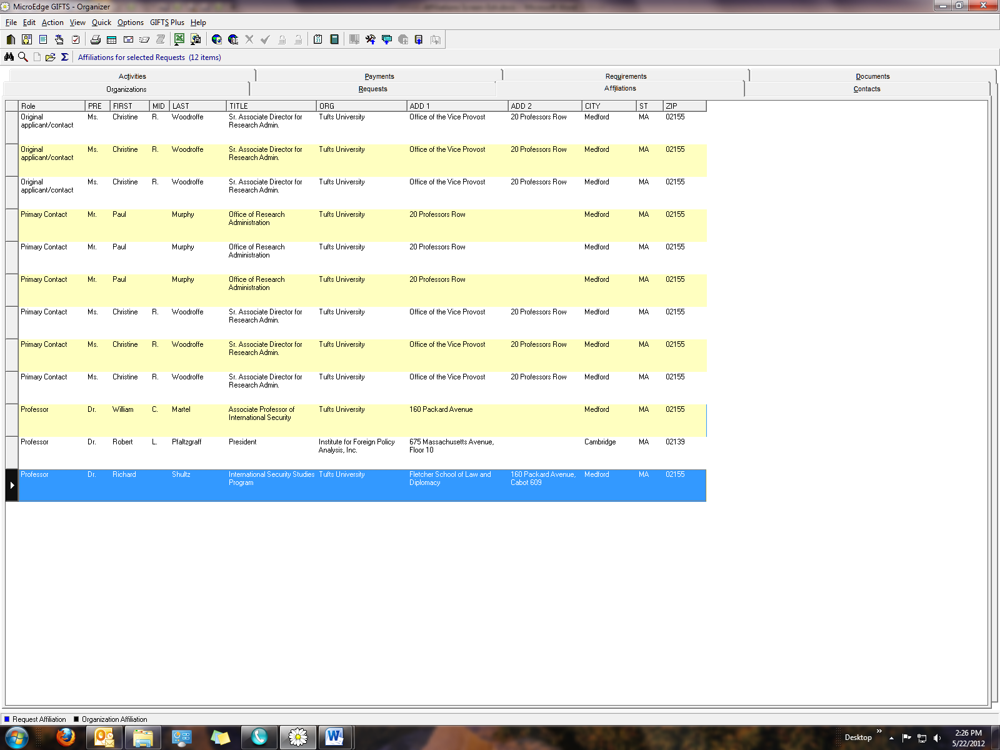 MicroEdge GIFTS - Organizer
File Edit Action View Quick Options GIFTS Plus Help
Affiliations for selected Requests (12 items)
Activities Payments Requirements Documents
Organizations Requests Affiliations Contacts
Role PRE FIRST MID LAST TITLE ORG ADD 1 ADD 2 CITY ST ZIP
Original Ms. Christine R. Woodroffe Sr. Associate Director for Tufts University Office of the Vice Provost 20 Professors Row Medford MA 02155
applicant/contact Research Admin.
Original Ms. Christine R. Woodroffe Sr. Associate Director for Tufts University Office of the Vice Provost 20 Professors Row Medford MA 02155
applicant/contact Research Admin.
Original Ms. Christine R. Woodroffe Sr. Associate Director for Tufts University Office of the Vice Provost 20 Professors Row Medford MA 02155
applicant/contact Research Admin.
Primary Contact Mr. Paul Murphy Office of Research Tufts University 20 Professors Row Medford MA 02155
Administration
Primary Contact Mr. Paul Murphy Office of Research Tufts University 20 Professors Row Medford MA 02155
Administration
Primary Contact Mr. Paul Murphy Office of Research Tufts University 20 Professors Row Medford MA 02155
Administration
Primary Contact Ms. Christine R. Woodroffe Sr. Associate Director for Tufts University Office of the Vice Provost 20 Professors Row Medford MA 02155
Research Admin.
Primary Contact Ms. Christine R. Woodroffe Sr. Associate Director for Tufts University Office of the Vice Provost 20 Professors Row Medford MA 02155
Research Admin.
Primary Contact Ms. Christine R. Woodroffe Sr. Associate Director for Tufts University Office of the Vice Provost 20 Professors Row Medford MA 02155
Research Admin.
Professor Dr. William C. Martel Associate Professor of Tufts University 160 Packard Avenue Medford MA 02155
International Security
Professor Dr. Robert L. Pfaltzgraff President Institute for Foreign Policy 675 Massachusetts Avenue, Cambridge MA 02139
Analysis, Inc. Floor 10
Professor Dr. Richard Shultz International Security Studies Tufts University Fletcher School of Law and 160 Packard Avenue, Medford MA 02155
Program Diplomacy Cabot 609
Request Affiliation Organization Affiliation
Desktop » 2:26 PM
5/22/2012